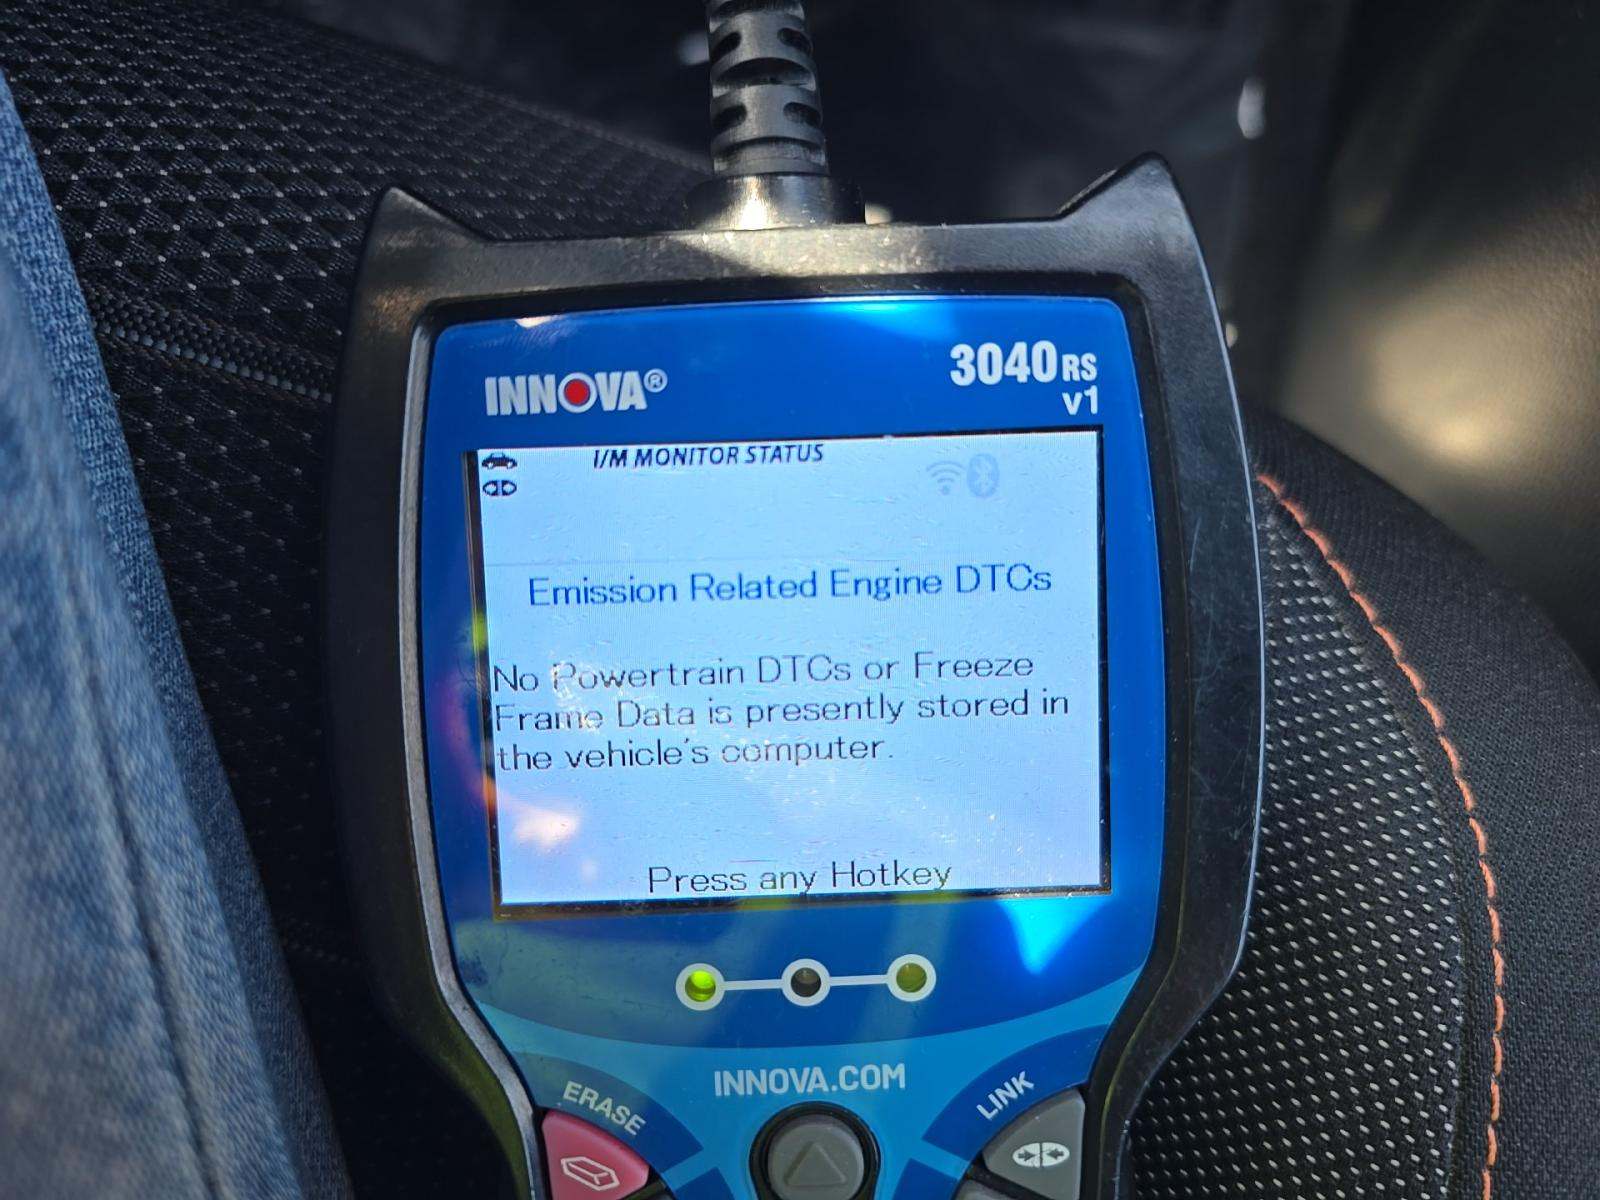 INNOVA®
3040RS
v1
I/M MONITOR STATUS
Emission Related Engine DTCs
No Powertrain DTCs or Freeze
Frame Data is presently stored in
the vehicle's computer.
Press any Hotkey
INNOVA.COM
ERASE
LINK